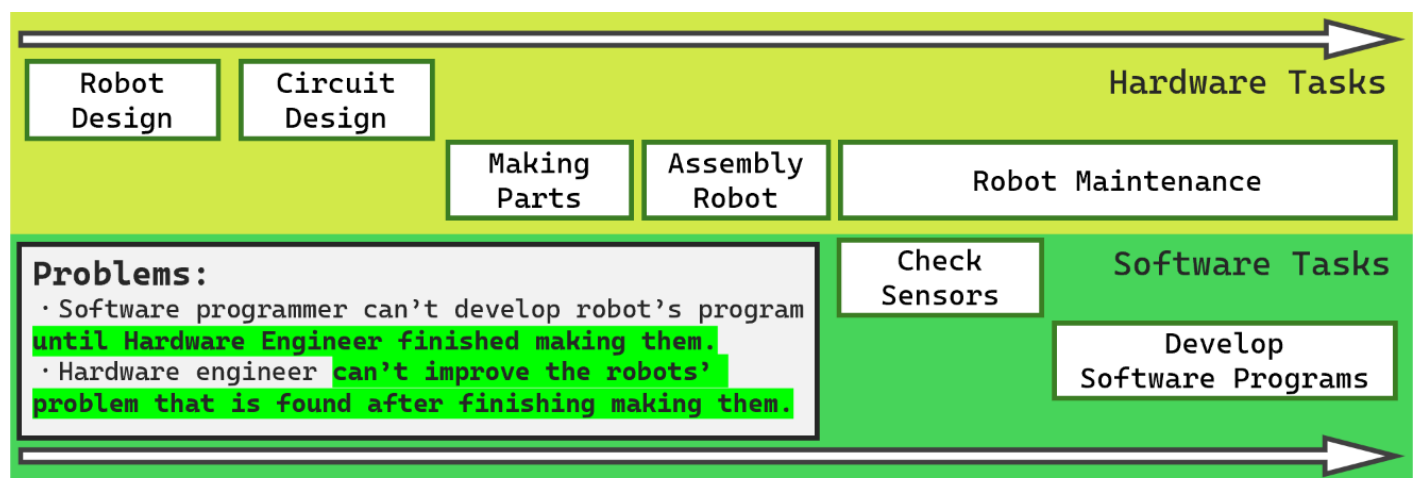 Robot
Design
Circuit
Design
Hardware Tasks
Making
Parts
Assembly
Robot
Robot Maintenance
Problems:
・Software programmer can’t develop robot’s program
until Hardware Engineer finished making them.
・Hardware engineer can’t improve the robots’
problem that is found after finishing making them.
Check
Sensors
Software Tasks
Develop
Software Programs